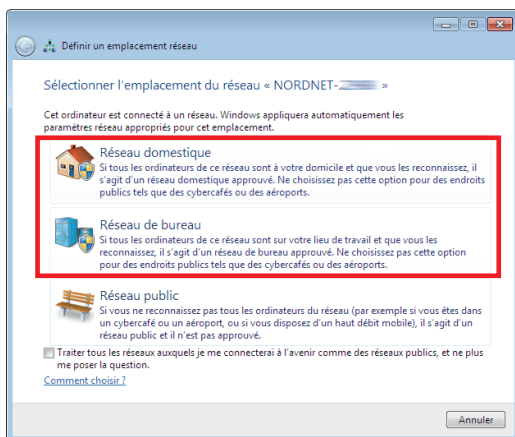 Définir un emplacement réseau
Sélectionner l'emplacement du réseau « NORDNET- »
Cet ordinateur est connecté à un réseau. Windows appliquera automatiquement les
paramètres réseau appropriés pour cet emplacement.
Réseau domestique
Si tous les ordinateurs de ce réseau sont à votre domicile et que vous les reconnaissez, il
s'agit d'un réseau domestique approuvé. Ne choisissez pas cette option pour des endroits
publics tels que des cybercafés ou des aéroports.
Réseau de bureau
Si tous les ordinateurs de ce réseau sont sur votre lieu de travail et que vous les
reconnaissez, il s'agit d'un réseau de bureau approuvé. Ne choisissez pas cette option
pour des endroits publics tels que des cybercafés ou des aéroports.
Réseau public
Si vous ne reconnaissez pas tous les ordinateurs du réseau (par exemple si vous êtes dans
un cybercafé ou un aéroport, ou si vous disposez d'un haut débit mobile), il s'agit d'un
réseau public et il n'est pas approuvé.
Traiter tous les réseaux auxquels je me connecterai à l'avenir comme des réseaux publics, et ne plus
me poser la question.
Comment choisir ?
Annuler